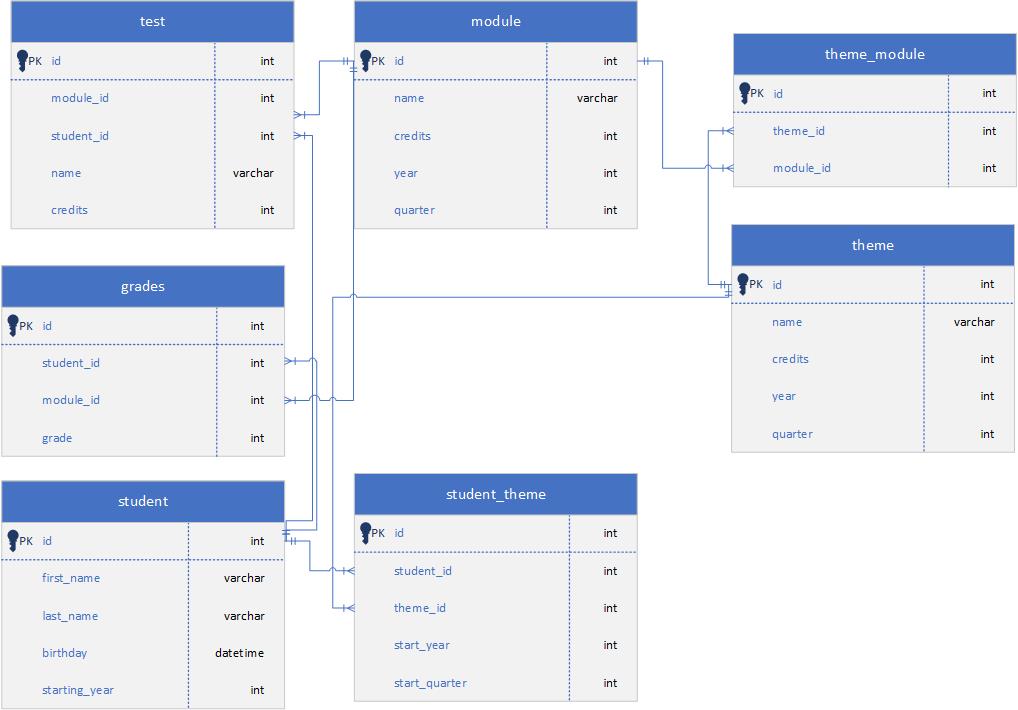 test
PK id int
module_id int
student_id int
name varchar
credits int
module
PK id int
name varchar
credits int
year int
quarter int
theme_module
PK id int
theme_id int
module_id int
theme
PK id int
name varchar
credits int
year int
quarter int
grades
PK id int
student_id int
module_id int
grade int
student
PK id int
first_name varchar
last_name varchar
birthday datetime
starting_year int
student_theme
PK id int
student_id int
theme_id int
start_year int
start_quarter int